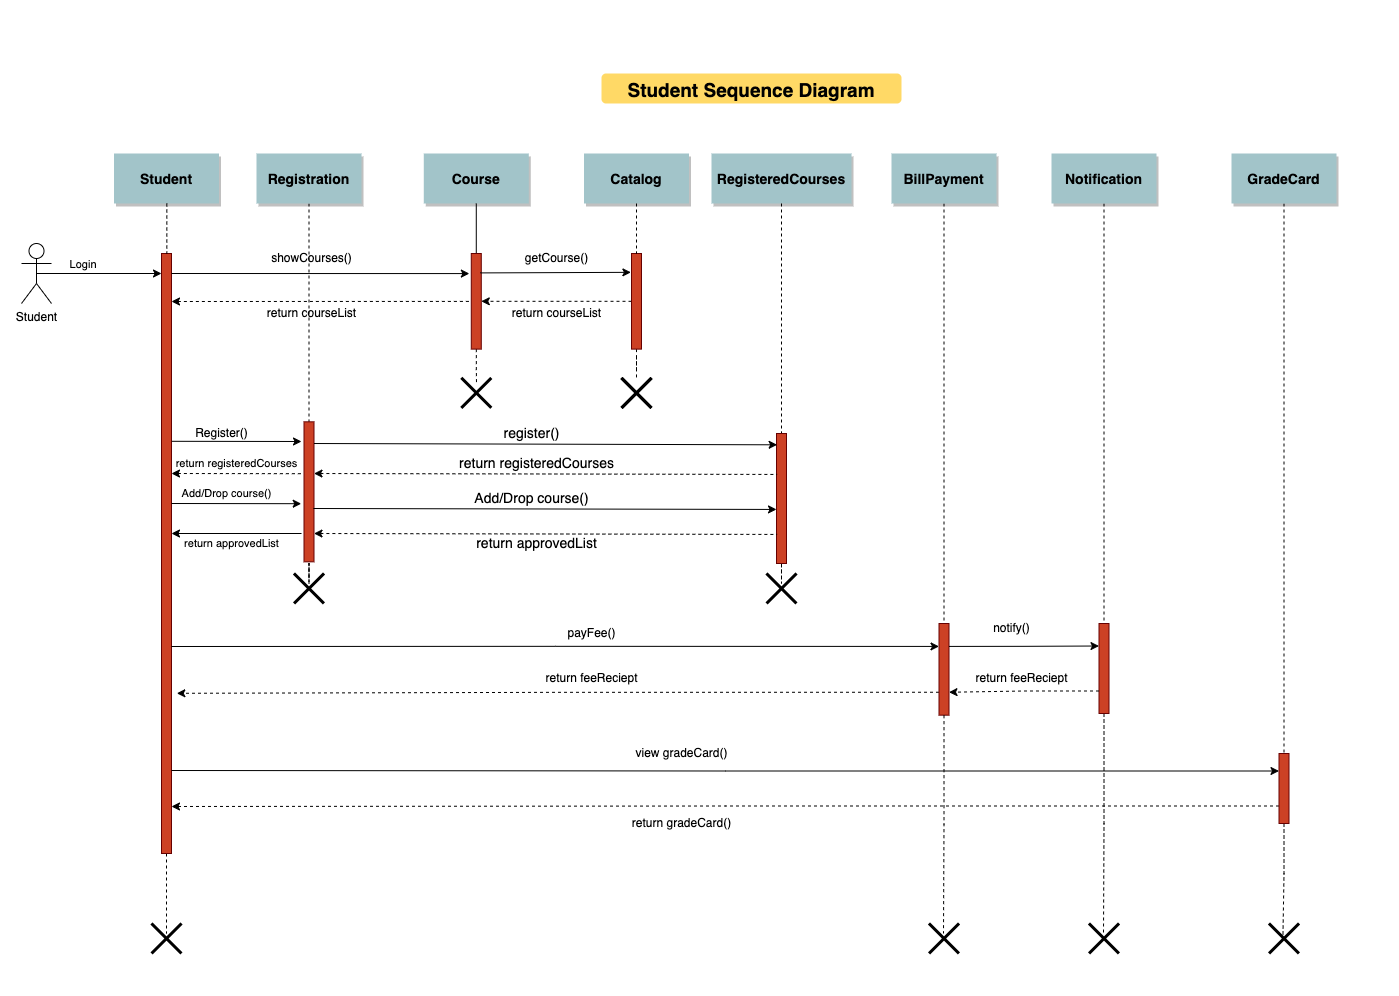 Student Sequence Diagram
Student
Registration
Course
Catalog
RegisteredCourses
BillPayment
Notification
GradeCard
Login
showCourses()
getCourse()
return courseList
return courseList
Student
Register()
register()
return registeredCourses
return registeredCourses
Add/Drop course()
Add/Drop course()
return approvedList
return approvedList
payFee()
notify()
return feeReciept
return feeReciept
view gradeCard()
return gradeCard()